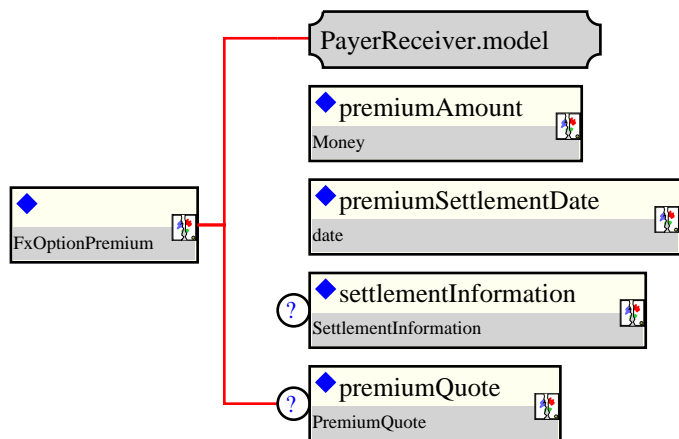 PayerReceiver.model
premiumAmount
Money
FxOptionPremium
premiumSettlementDate
date
?
settlementInformation
SettlementInformation
?
premiumQuote
PremiumQuote